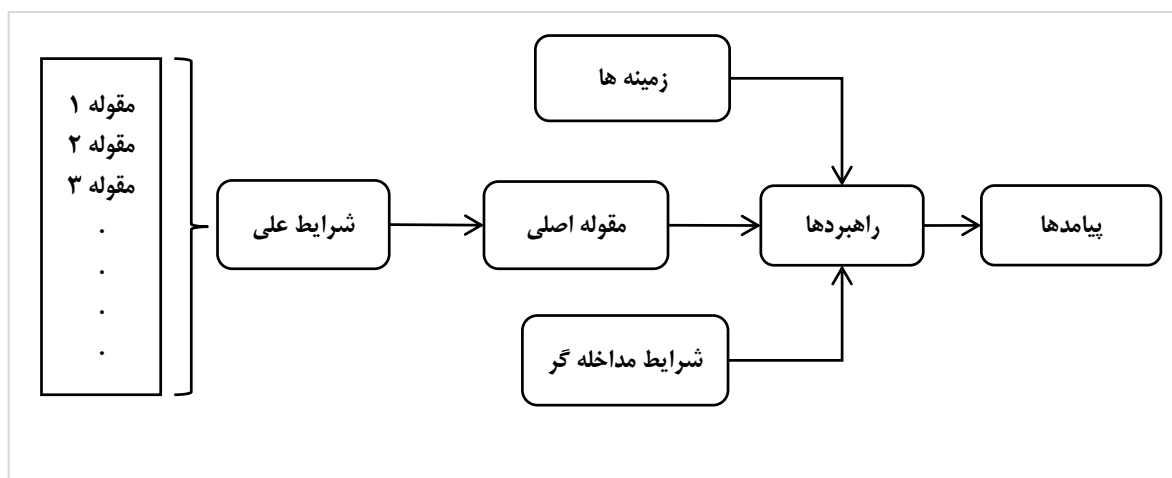 مقوله ۱
مقوله ۲
مقوله ۳
.
.
.
.
شرایط علی
مقوله اصلی
زمینه ها
شرایط مداخله گر
راهبردها
پیامدها